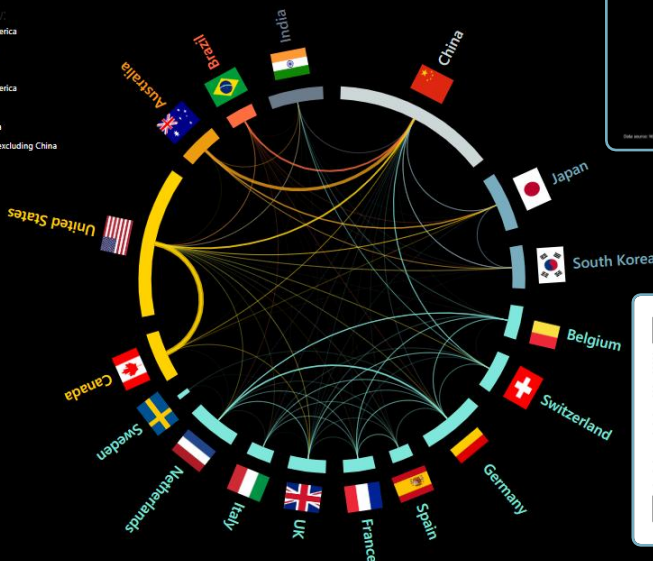 erica
India
China
Brazil
Australia
erica
excluding China
Japan
United States
South Korea
Belgium
Canada
Switzerland
Sweden
Netherlands
Germany
Italy
UK
France
Spain